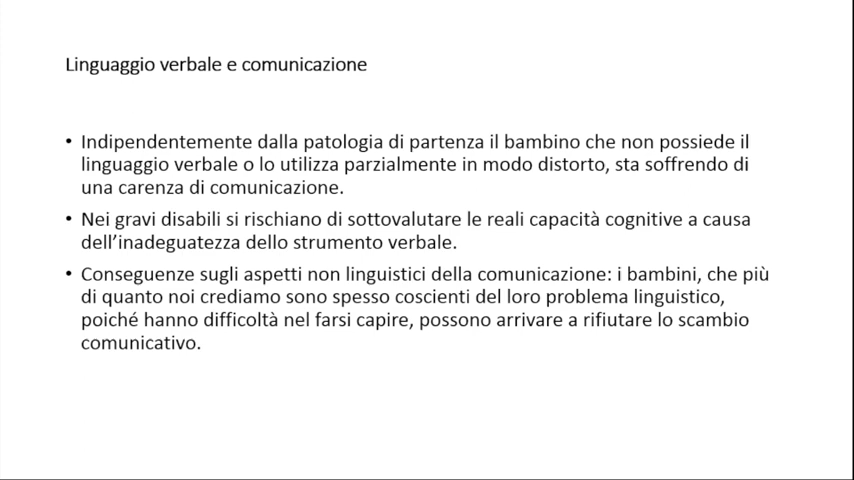 Linguaggio verbale e comunicazione
• Indipendentemente dalla patologia di partenza il bambino che non possiede il
linguaggio verbale o lo utilizza parzialmente in modo distorto, sta soffrendo di
una carenza di comunicazione.
• Nei gravi disabili si rischiano di sottovalutare le reali capacità cognitive a causa
dell’inadeguatezza dello strumento verbale.
• Conseguenze sugli aspetti non linguistici della comunicazione: i bambini, che più
di quanto noi crediamo sono spesso coscienti del loro problema linguistico,
poiché hanno difficoltà nel farsi capire, possono arrivare a rifiutare lo scambio
comunicativo.